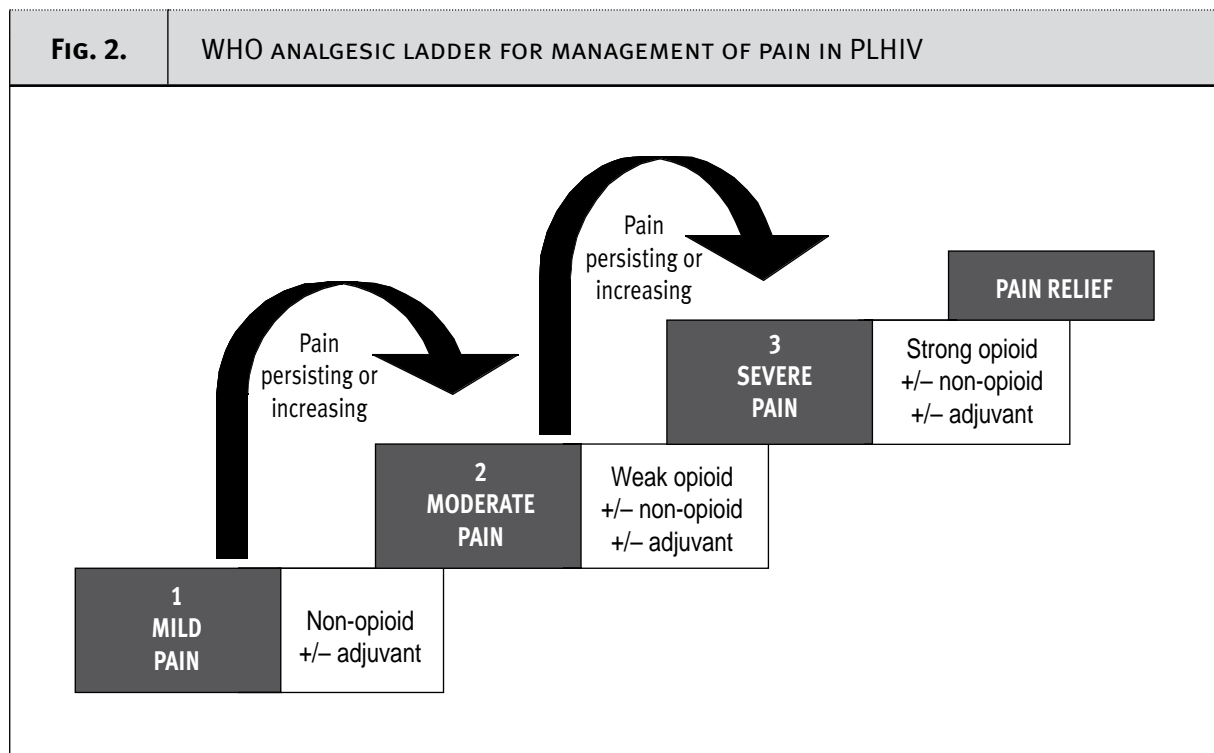 FIG. 2. WHO ANALGESIC LADDER FOR MANAGEMENT OF PAIN IN PLHIV
Pain
persisting or
increasing
PAIN RELIEF
3
SEVERE
PAIN
Strong opioid
+/– non-opioid
+/– adjuvant
Pain
persisting or
increasing
2
MODERATE
PAIN
Weak opioid
+/– non-opioid
+/– adjuvant
1
MILD
PAIN
Non-opioid
+/– adjuvant